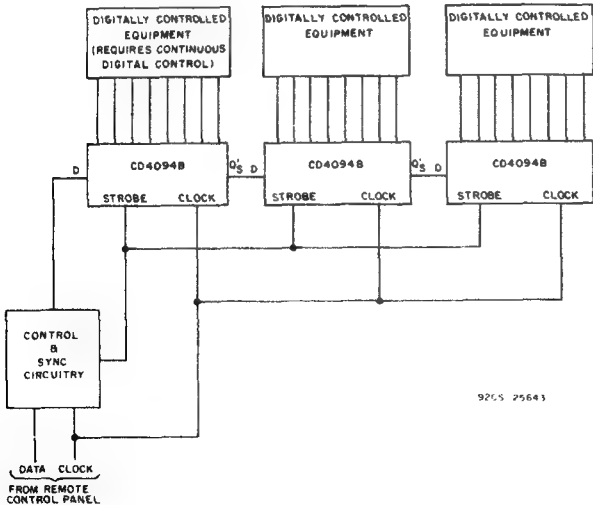 DIGITALLY CONTROLLED
EQUIPMENT
(REQUIRES CONTINUOUS
DIGITAL CONTROL)
DIGITALLY CONTROLLED
EQUIPMENT
DIGITALLY CONTROLLED
EQUIPMENT
D
CD4094B
STROBE CLOCK
Q'S
D
CD4094B
STROBE CLOCK
Q'S
D
CD4094B
STROBE CLOCK
CONTROL
&
SYNC
CIRCUITRY
92CS 25643
DATA CLOCK
FROM REMOTE
CONTROL PANEL